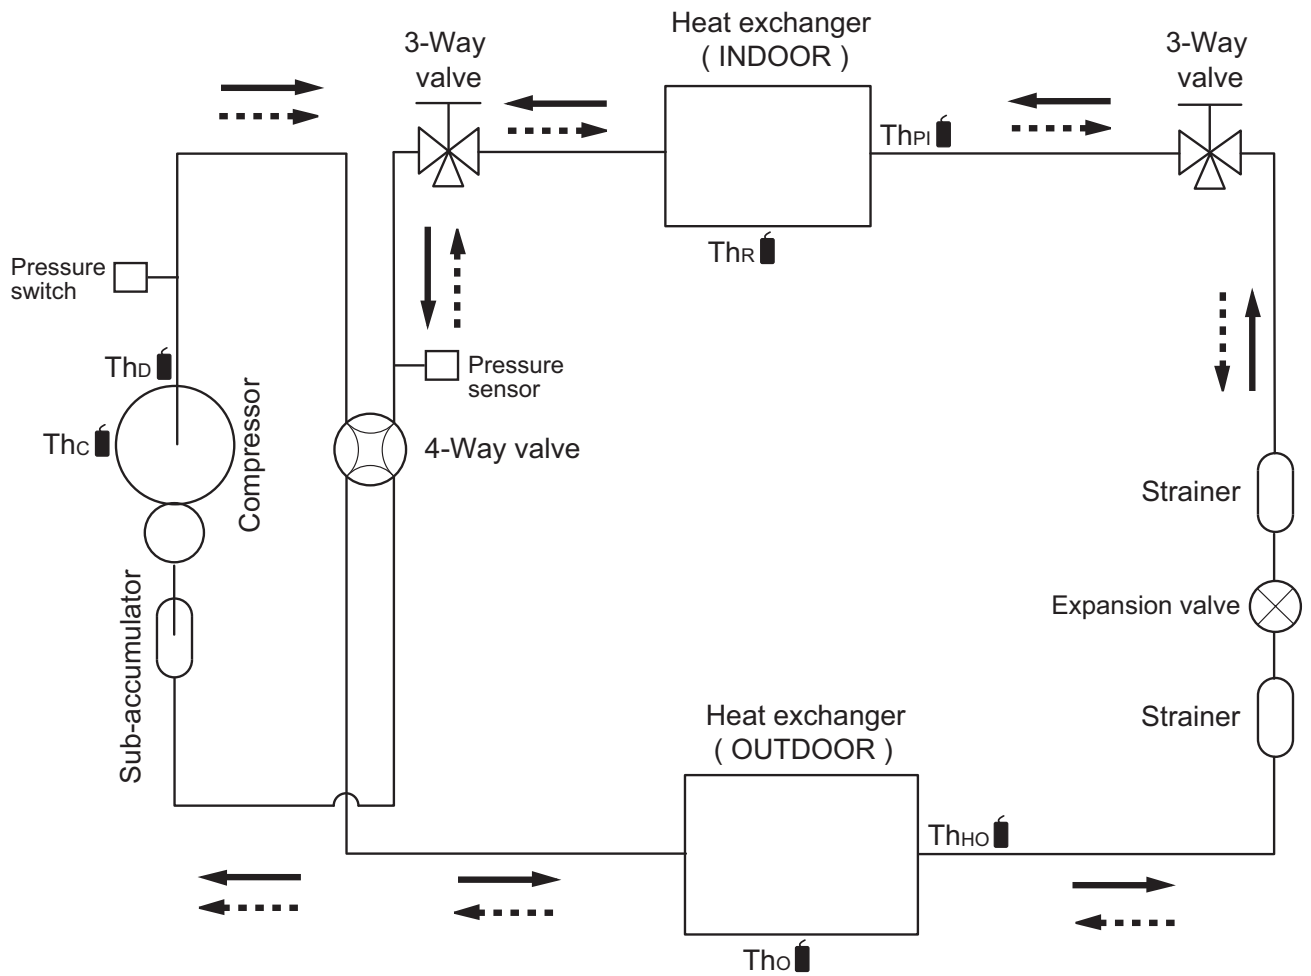 Heat exchanger
( INDOOR )
3-Way
valve
3-Way
valve
ThPI
ThR
Pressure
switch
ThD
Pressure
sensor
ThC
Compressor
4-Way valve
Strainer
Expansion valve
Sub-accumulator
Strainer
Heat exchanger
( OUTDOOR )
ThHO
ThO